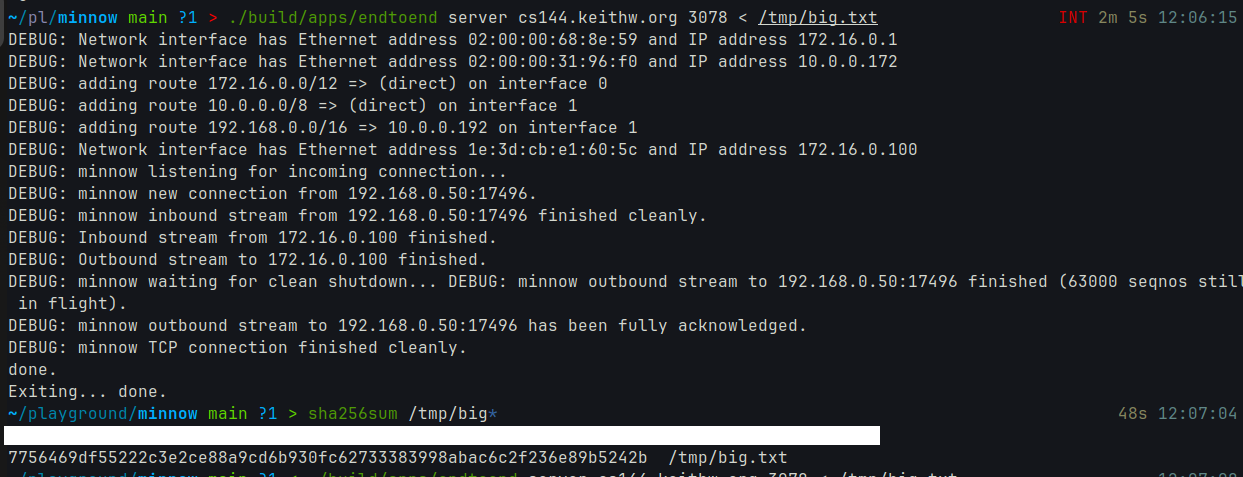 ~/pl/minnow main ?1 > ./build/apps/endtoend server cs144.keithw.org 3078 < /tmp/big.txt INT 2m 5s 12:06:15
DEBUG: Network interface has Ethernet address 02:00:00:68:8e:59 and IP address 172.16.0.1
DEBUG: Network interface has Ethernet address 02:00:00:31:96:f0 and IP address 10.0.0.172
DEBUG: adding route 172.16.0.0/12 => (direct) on interface 0
DEBUG: adding route 10.0.0.0/8 => (direct) on interface 1
DEBUG: adding route 192.168.0.0/16 => 10.0.0.192 on interface 1
DEBUG: Network interface has Ethernet address 1e:3d:cb:e1:60:5c and IP address 172.16.0.100
DEBUG: minnow listening for incoming connection...
DEBUG: minnow new connection from 192.168.0.50:17496.
DEBUG: minnow inbound stream from 192.168.0.50:17496 finished cleanly.
DEBUG: Inbound stream from 172.16.0.100 finished.
DEBUG: Outbound stream to 172.16.0.100 finished.
DEBUG: minnow waiting for clean shutdown... DEBUG: minnow outbound stream to 192.168.0.50:17496 finished (63000 seqnos still
in flight).
DEBUG: minnow outbound stream to 192.168.0.50:17496 has been fully acknowledged.
DEBUG: minnow TCP connection finished cleanly.
done.
Exiting... done.
~/playground/minnow main ?1 > sha256sum /tmp/big* 48s 12:07:04
7756469df55222c3e2ce88a9cd6b930fc62733383998abac6c2f236e89b5242b /tmp/big.txt